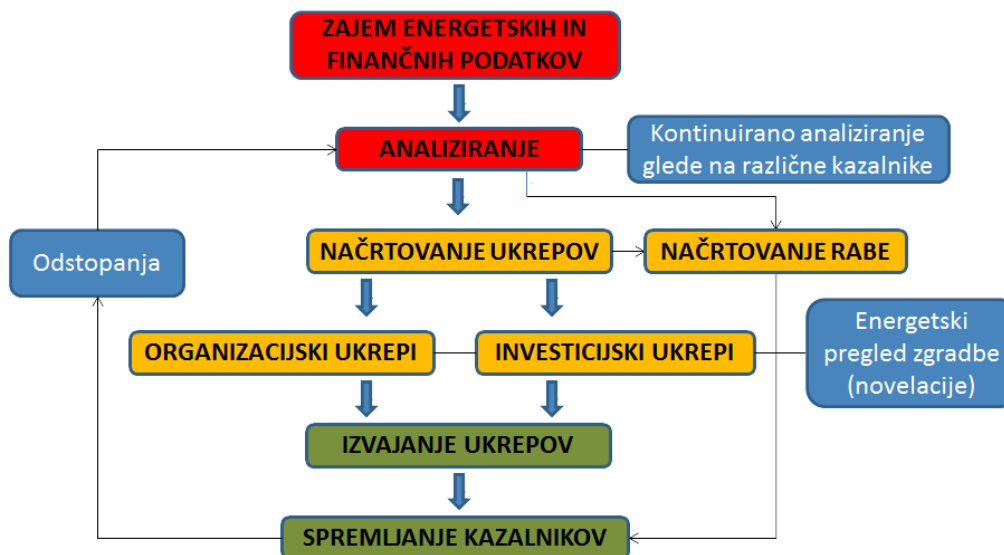 ZAJEM ENERGETSKIH IN
FINANČNIH PODATKOV
ANALIZIRANJE
Kontinuirano analiziranje
glede na različne kazalnike
Odstopanja
NAČRTOVANJE UKREPOV
NAČRTOVANJE RABE
ORGANIZACIJSKI UKREPI
INVESTICIJSKI UKREPI
Energetski
pregled zgradbe
(novelacije)
IZVAJANJE UKREPOV
SPREMLJANJE KAZALNIKOV